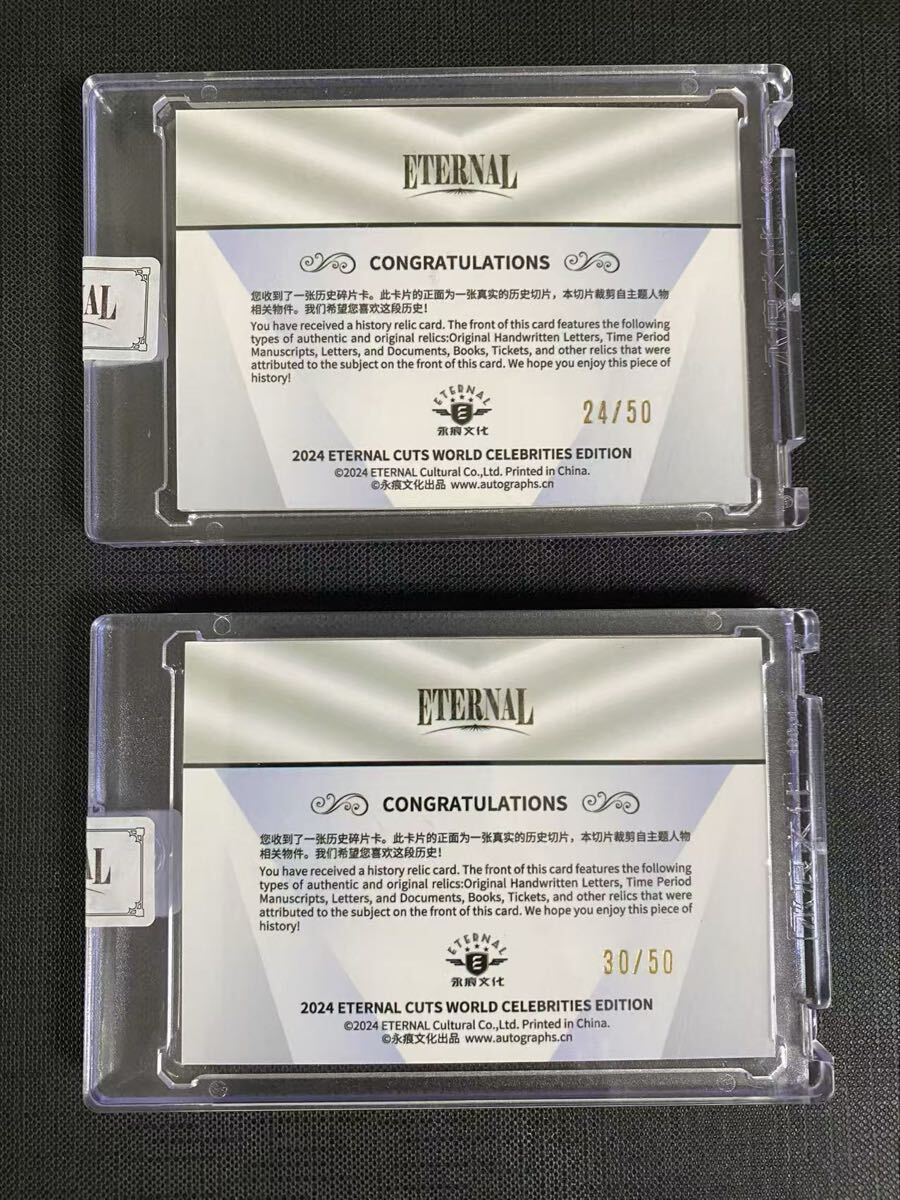 ETERNAL
CONGRATULATIONS
AL
您收到了一张历史碎片卡。此卡片的正面为一张真实的历史切片，本切片裁剪自主题人物
相关物件。我们希望您喜欢这段历史！
You have received a history relic card. The front of this card features the following
types of authentic and original relics:Original Handwritten Letters, Time Period
Manuscripts, Letters, and Documents, Books, Tickets, and other relics that were
attributed to the subject on the front of this card. We hope you enjoy this piece of
history!
ETERNAL
永痕文化
24/50
2024 ETERNAL CUTS WORLD CELEBRITIES EDITION
©2024 ETERNAL Cultural Co.,Ltd. Printed in China.
©永痕文化出品 www.autographs.cn
ETERNAL
CONGRATULATIONS
AL
您收到了一张历史碎片卡。此卡片的正面为一张真实的历史切片，本切片裁剪自主题人物
相关物件。我们希望您喜欢这段历史！
You have received a history relic card. The front of this card features the following
types of authentic and original relics:Original Handwritten Letters, Time Period
Manuscripts, Letters, and Documents, Books, Tickets, and other relics that were
attributed to the subject on the front of this card. We hope you enjoy this piece of
history!
ETERNAL
永痕文化
30/50
2024 ETERNAL CUTS WORLD CELEBRITIES EDITION
©2024 ETERNAL Cultural Co.,Ltd. Printed in China.
©永痕文化出品 www.autographs.cn